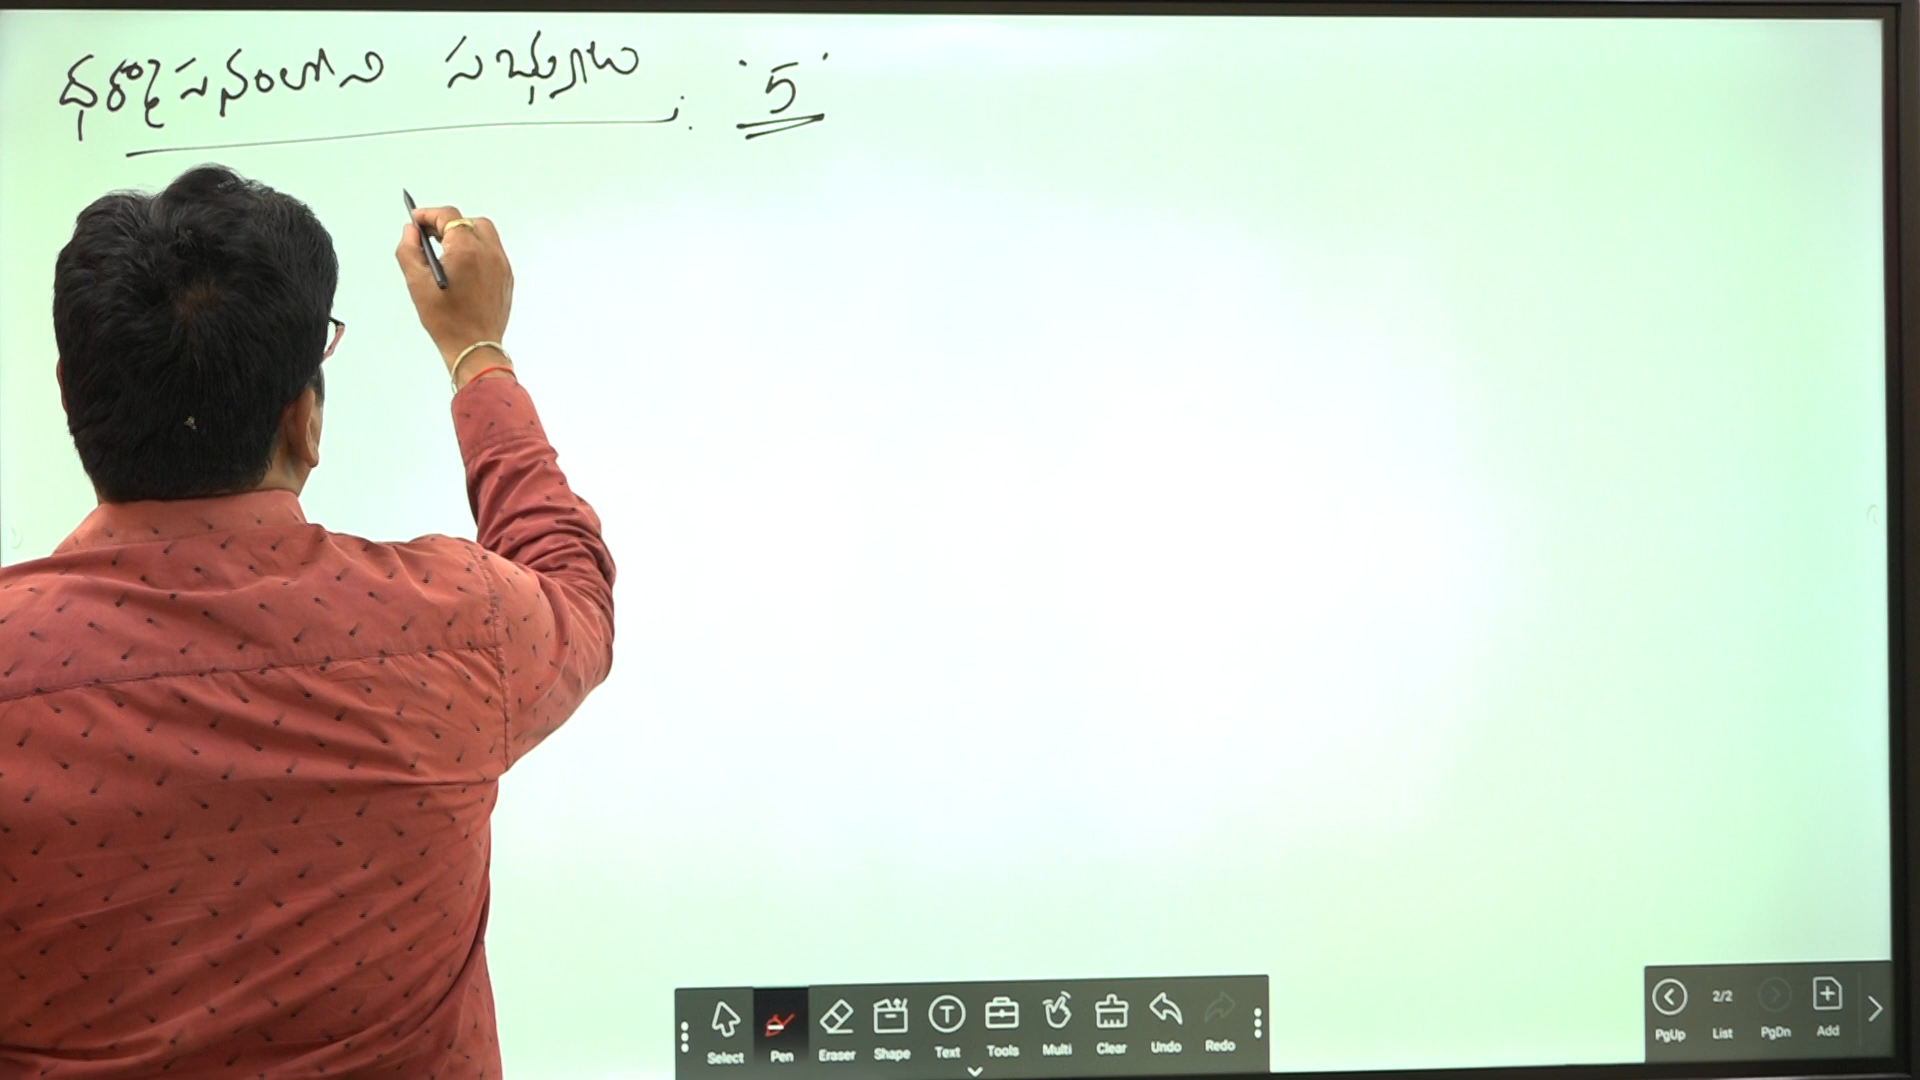 ధర్మాసనంలోని సభ్యులు : '5'
Select Pen Eraser Shape Text Tools Multi Clear Undo Redo
PgUp 2/2 List PgDn Add